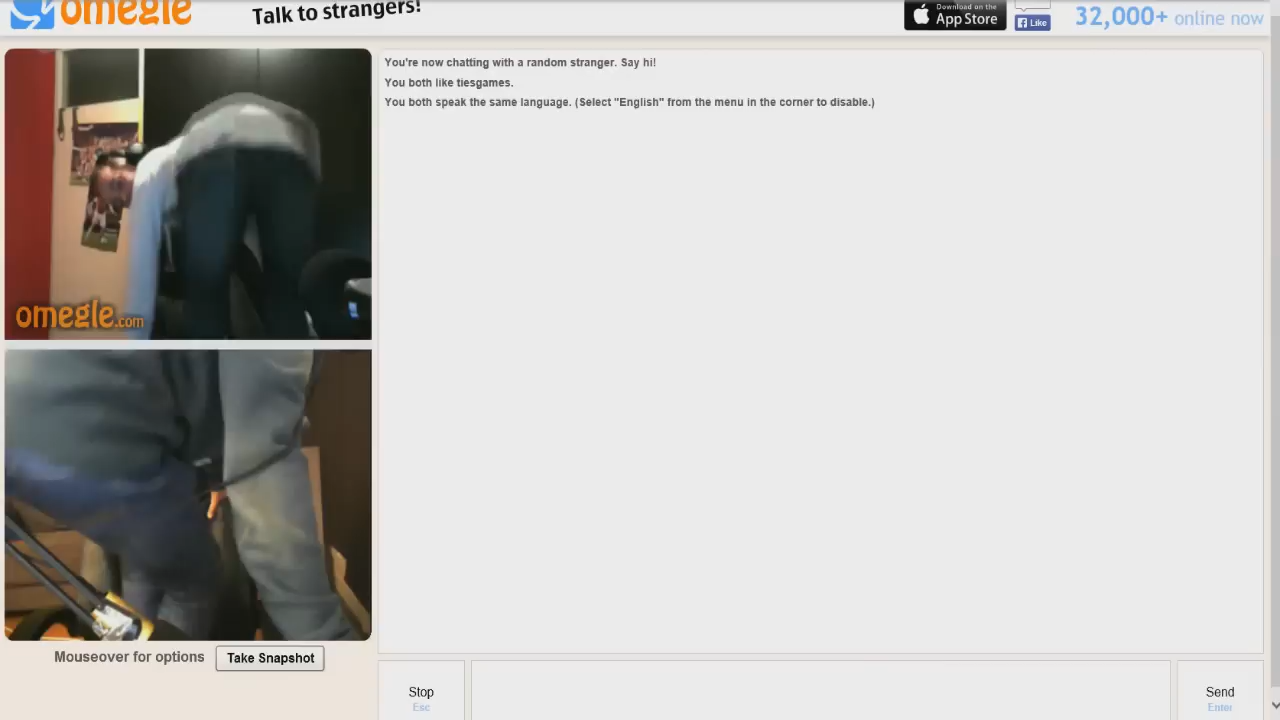 omegle
Talk to strangers!
Download on the
App Store
Like
32,000+ online now
You're now chatting with a random stranger. Say hi!
You both like tiesgames.
You both speak the same language. (Select "English" from the menu in the corner to disable.)
omegle.com
Mouseover for options
Take Snapshot
Stop
Esc
Send
Enter